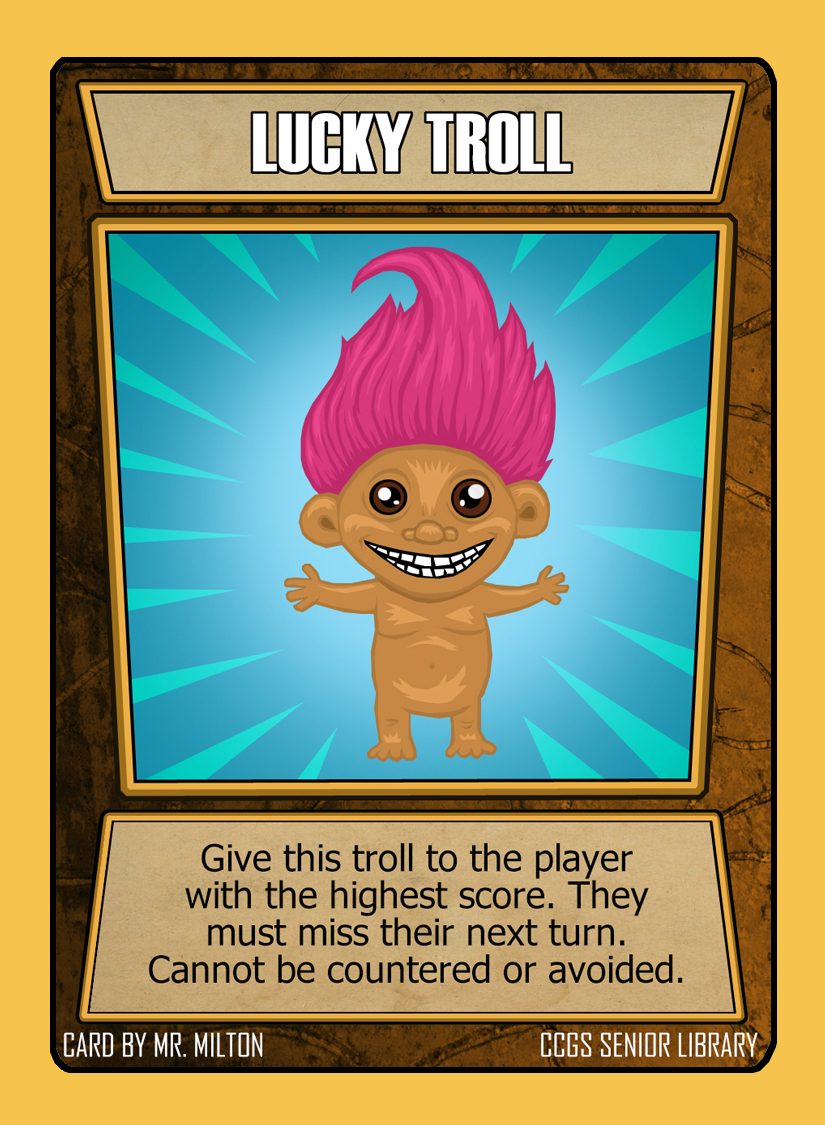 LUCKY TROLL
Give this troll to the player
with the highest score. They
must miss their next turn.
Cannot be countered or avoided.
CARD BY MR. MILTON
CCGS SENIOR LIBRARY